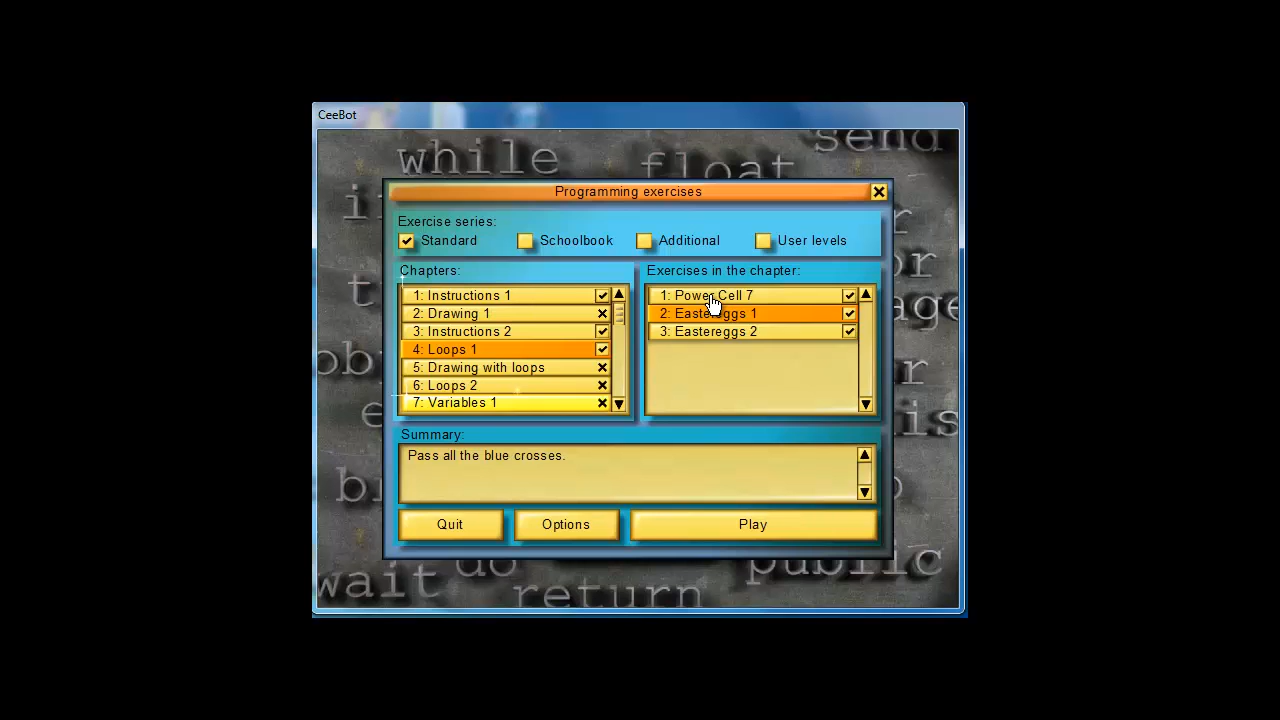 CeeBot
while float send
Programming exercises
Exercise series:
Standard Schoolbook Additional User levels
Chapters:
1: Instructions 1
2: Drawing 1
3: Instructions 2
4: Loops 1
5: Drawing with loops
6: Loops 2
7: Variables 1
Exercises in the chapter:
1: Power Cell 7
2: Eastereggs 1
3: Eastereggs 2
Summary:
Pass all the blue crosses.
Quit Options Play
wait do public
return